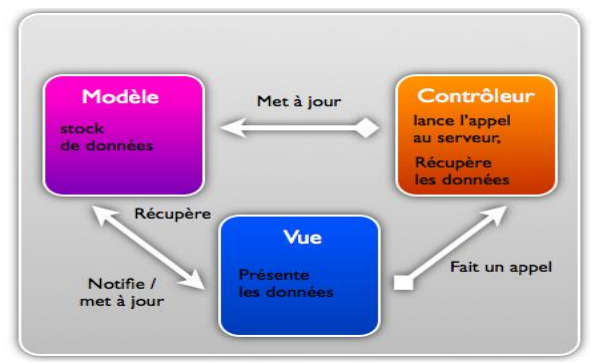 Modèle
stock
de données
Met à jour
Contrôleur
lance l'appel
au serveur,
Récupère
les données
Récupère
Notifie /
met à jour
Vue
Présente
les données
Fait un appel